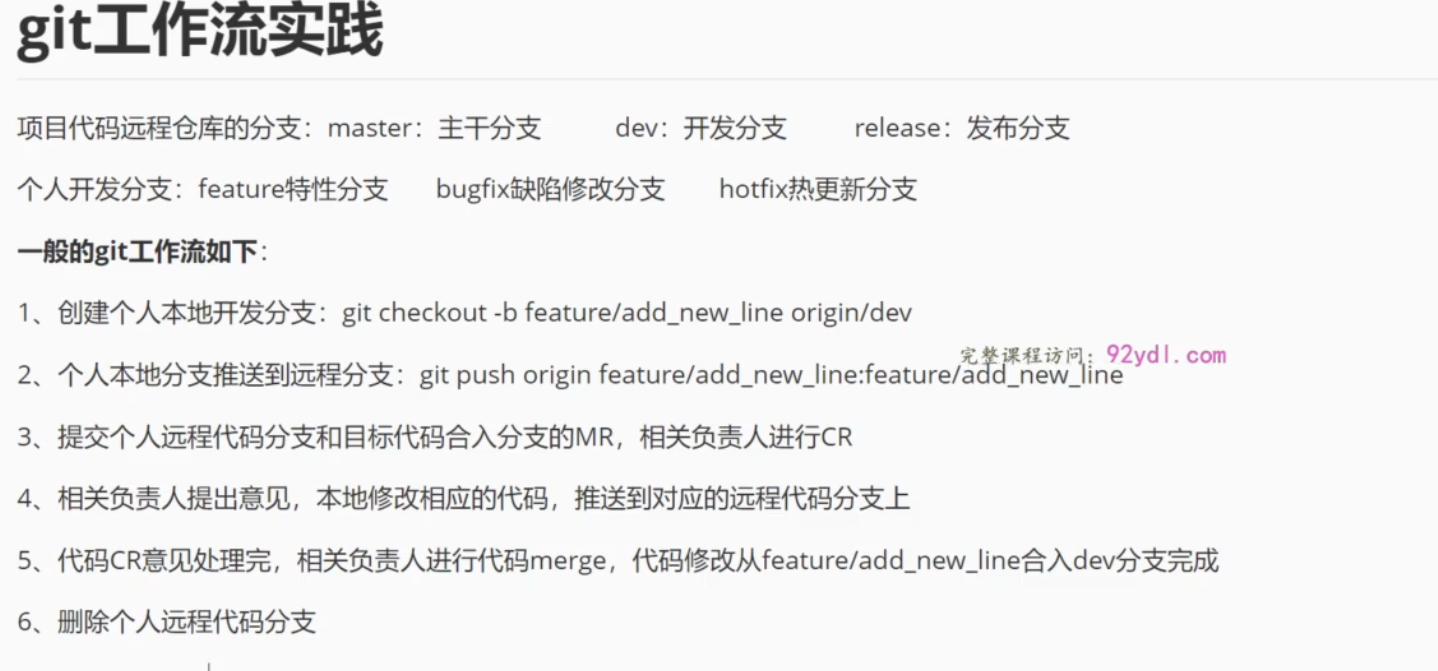 git工作流实践
项目代码远程仓库的分支：master：主干分支 dev：开发分支 release：发布分支
个人开发分支：feature特性分支 bugfix缺陷修改分支 hotfix热更新分支
一般的git工作流如下：
1、创建个人本地开发分支：git checkout -b feature/add_new_line origin/dev
完整课程访问：92ydl.com
2、个人本地分支推送到远程分支：git push origin feature/add_new_line:feature/add_new_line
3、提交个人远程代码分支和目标代码合入分支的MR，相关负责人进行CR
4、相关负责人提出意见，本地修改相应的代码，推送到对应的远程代码分支上
5、代码CR意见处理完，相关负责人进行代码merge，代码修改从feature/add_new_line合入dev分支完成
6、删除个人远程代码分支